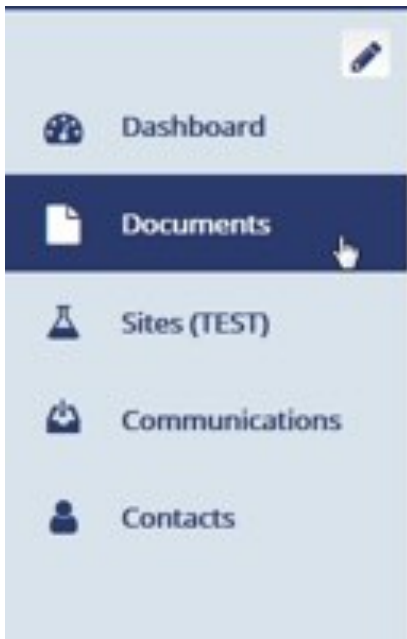 Dashboard
Documents
Sites (TEST)
Communications
Contacts